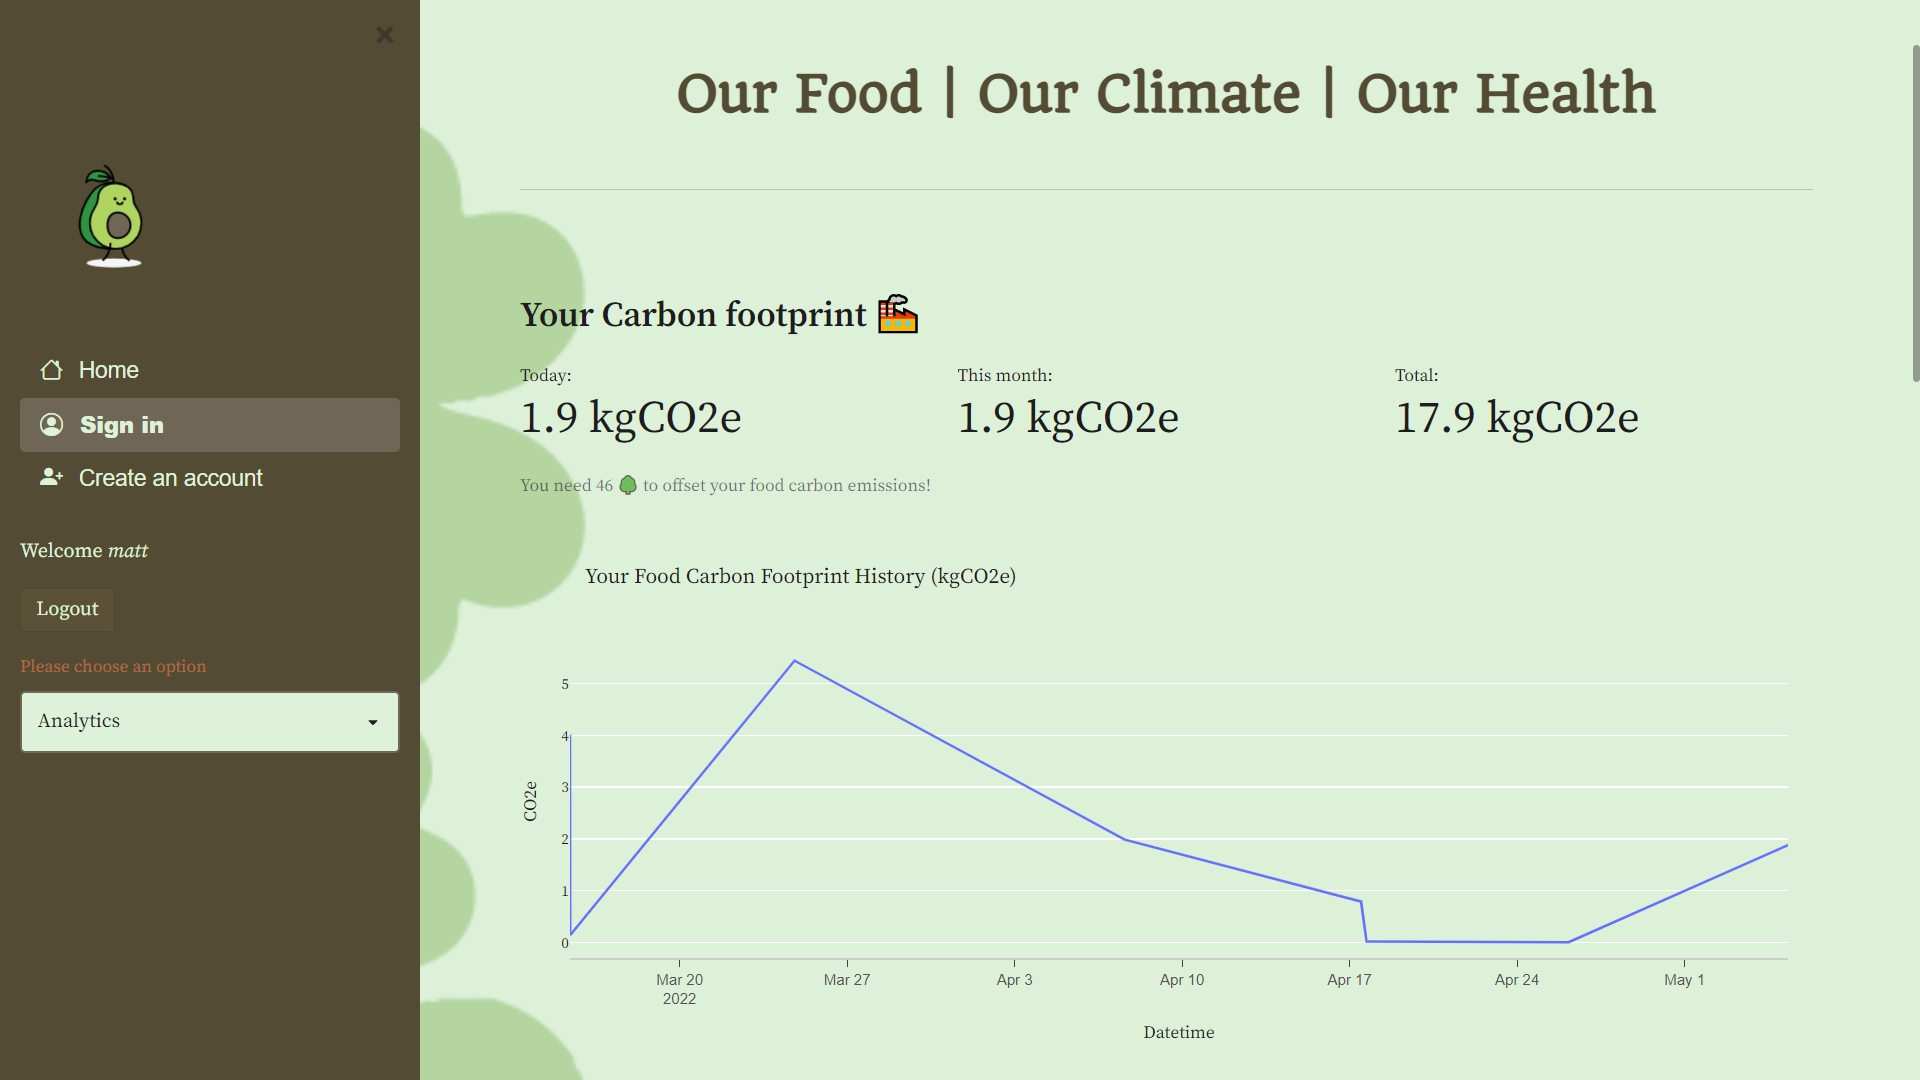 Our Food | Our Climate | Our Health
Home
Sign in
Create an account
Welcome matt
Logout
Please choose an option
Analytics
Your Carbon footprint
Today:
1.9 kgCO2e
This month:
1.9 kgCO2e
Total:
17.9 kgCO2e
You need 46 to offset your food carbon emissions!
Your Food Carbon Footprint History (kgCO2e)
5
4
3
2
1
0
CO2e
Mar 20
2022
Mar 27
Apr 3
Apr 10
Apr 17
Apr 24
May 1
Datetime